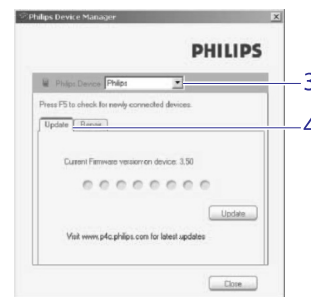 Philips Device Manager
PHILIPS
Philips Device Philips
3
Press F5 to check for newly connected devices.
Update Repair
4
Current Firmware version on device: 3.50
Update
Visit www.p4c.philips.com for latest updates
Close